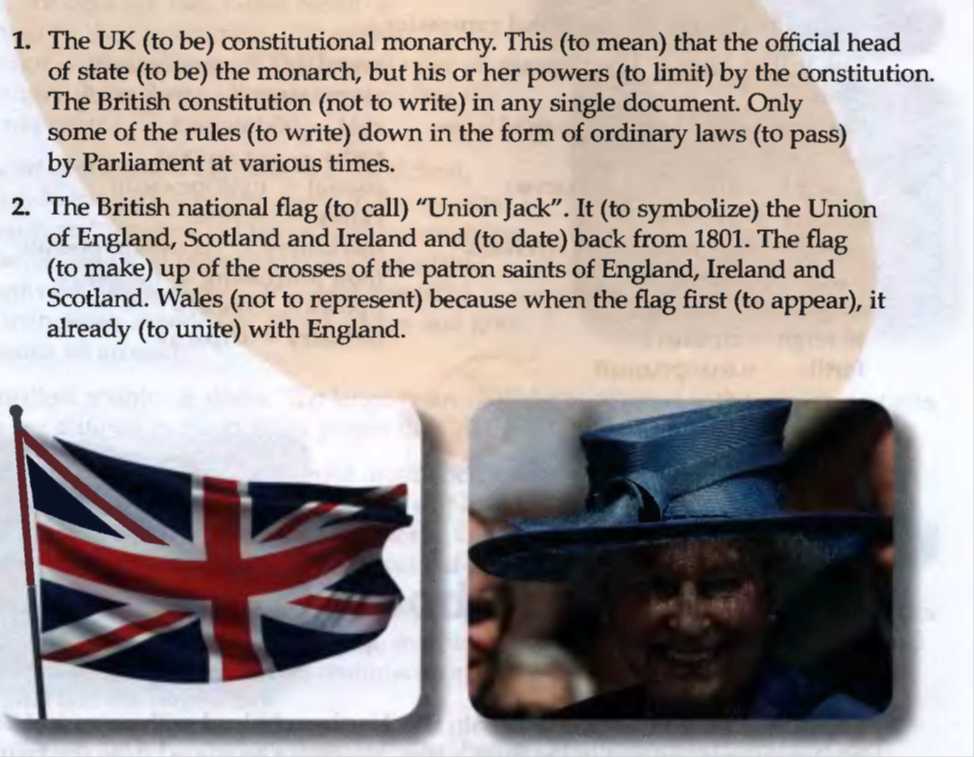 1. The UK (to be) constitutional monarchy. This (to mean) that the official head
of state (to be) the monarch, but his or her powers (to limit) by the constitution.
The British constitution (not to write) in any single document. Only
some of the rules (to write) down in the form of ordinary laws (to pass)
by Parliament at various times.
2. The British national flag (to call) “Union Jack”. It (to symbolize) the Union
of England, Scotland and Ireland and (to date) back from 1801. The flag
(to make) up of the crosses of the patron saints of England, Ireland and
Scotland. Wales (not to represent) because when the flag first (to appear), it
already (to unite) with England.